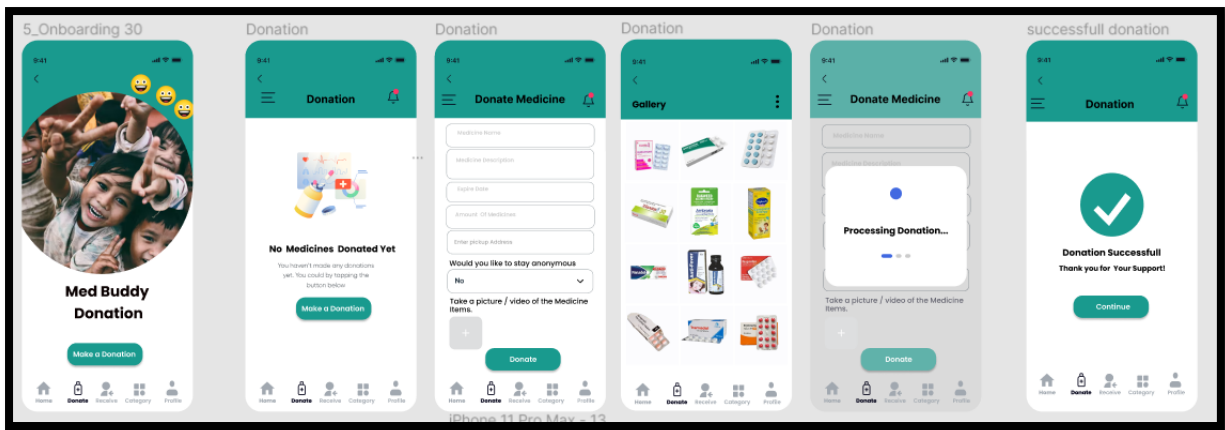 5_Onboarding 30
9:41
Med Buddy
Donation
Make a Donation
Home Donate Receive Category Profile
Donation
9:41
Donation
No Medicines Donated Yet
You haven't made any donations
yet. You could by tapping the
button below
Make a Donation
Home Donate Receive Category Profile
Donation
9:41
Donate Medicine
Medicine Name
Medicine Description
Expire Date
Amount Of Medicines
Enter pickup Address
Would you like to stay anonymous
No
Take a picture / video of the Medicine
Items.
+
Donate
Home Donate Receive Category Profile
iPhone 11 Pro Max - 13
Donation
9:41
Gallery
Home Donate Receive Category Profile
Donation
9:41
Donate Medicine
Medicine Name
Medicine Description
Processing Donation...
Take a picture / video of the Medicine
Items.
+
Donate
Home Donate Receive Category Profile
successfull donation
9:41
Donation
Donation Successfull
Thank you for Your Support!
Continue
Home Donate Receive Category Profile